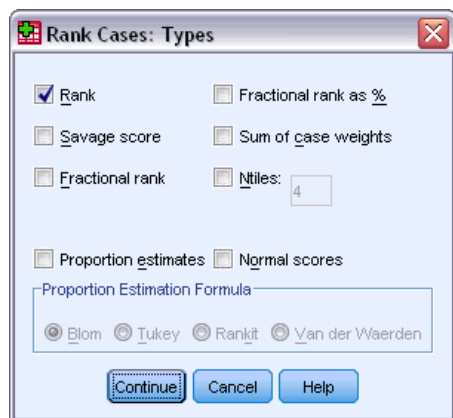 Rank Cases: Types
Rank
Fractional rank as %
Savage score
Sum of case weights
Fractional rank
Ntiles:
4
Proportion estimates
Normal scores
Proportion Estimation Formula
Blom
Tukey
Rankit
Van der Waerden
Continue
Cancel
Help